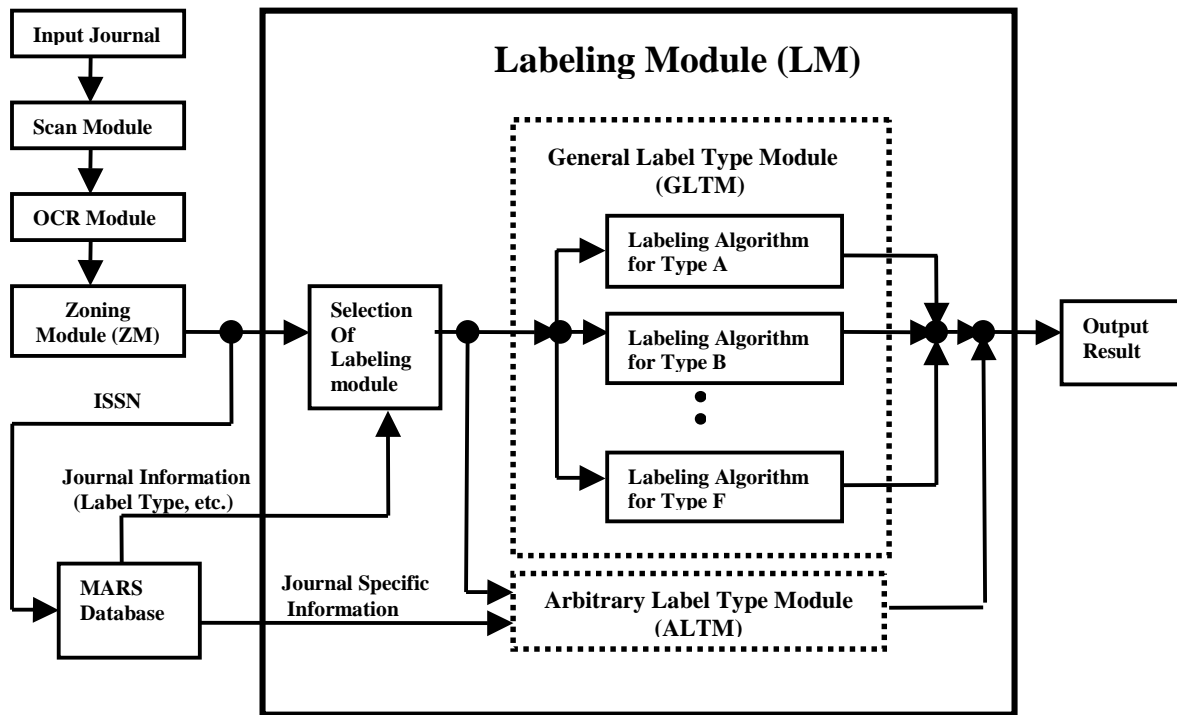 Input Journal
Scan Module
OCR Module
Zoning
Module (ZM)
ISSN
Journal Information
(Label Type, etc.)
MARS
Database
Labeling Module (LM)
Selection
Of
Labeling
module
General Label Type Module
(GLTM)
Labeling Algorithm
for Type A
Labeling Algorithm
for Type B
Labeling Algorithm
for Type F
Journal Specific
Information
Arbitrary Label Type Module
(ALTM)
Output
Result